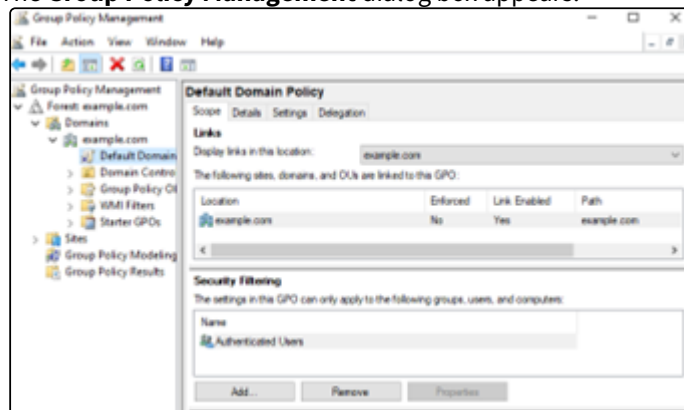 The Group Policy Management dialog box appears.
Group Policy Management
File Action View Window Help
Group Policy Management
Forest: example.com
Domains
example.com
Default Domain
Domain Contro
Group Policy Ol
WMI Filters
Starter GPOs
Sites
Group Policy Modeling
Group Policy Results
Default Domain Policy
Scope Details Settings Delegation
Links
Display links in this location: example.com
The following sites, domains, and OUs are linked to this GPO:
Location Enforced Link Enabled Path
example.com No Yes example.com
Security Filtering
The settings in this GPO can only apply to the following groups, users, and computers:
Name
Authenticated Users
Add... Remove Properties